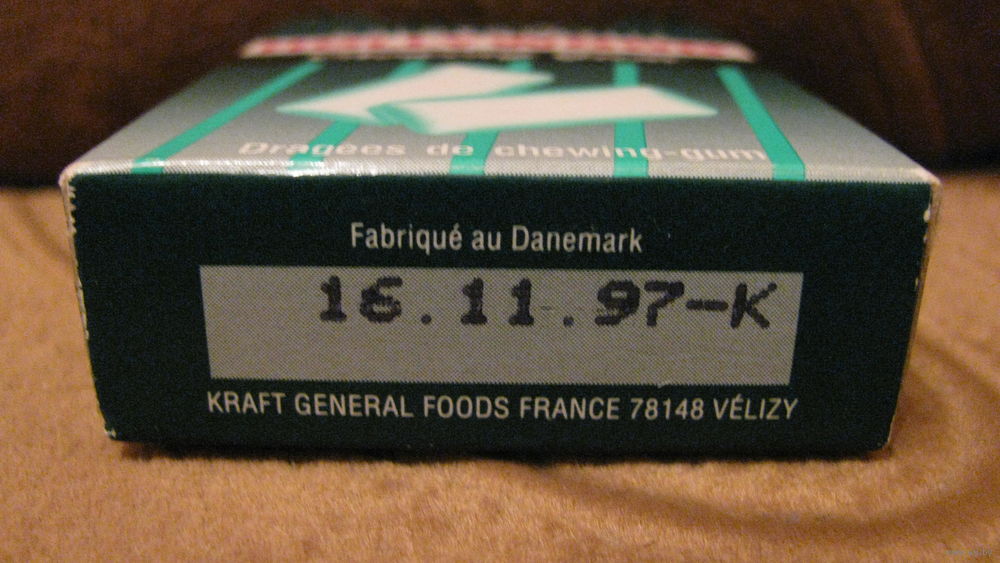 Dragées de chewing-gum
Fabriqué au Danemark
16.11.97-K
KRAFT GENERAL FOODS FRANCE 78148 VÉLIZY